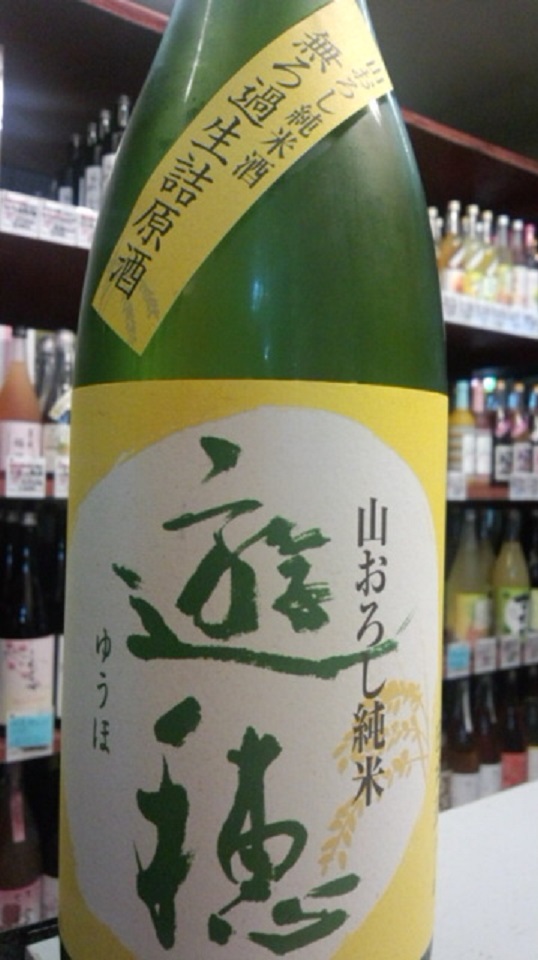 山おろし純米酒
無ろ過生詰原酒
山おろし純米
遊穂
ゆうほ